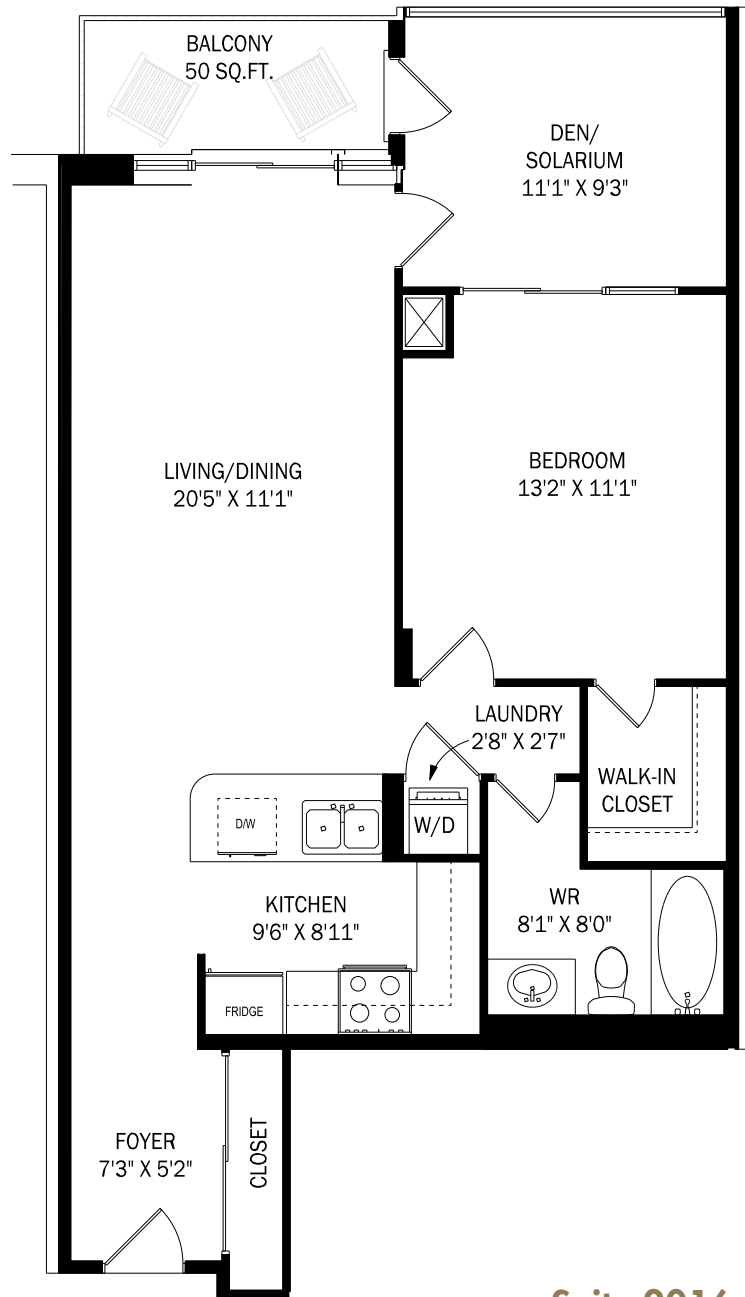 BALCONY
50 SQ.FT.
DEN/
SOLARIUM
11'1" X 9'3"
LIVING/DINING
20'5" X 11'1"
BEDROOM
13'2" X 11'1"
LAUNDRY
2'8" X 2'7"
WALK-IN
CLOSET
D/W
W/D
KITCHEN
9'6" X 8'11"
WR
8'1" X 8'0"
FRIDGE
FOYER
7'3" X 5'2"
CLOSET